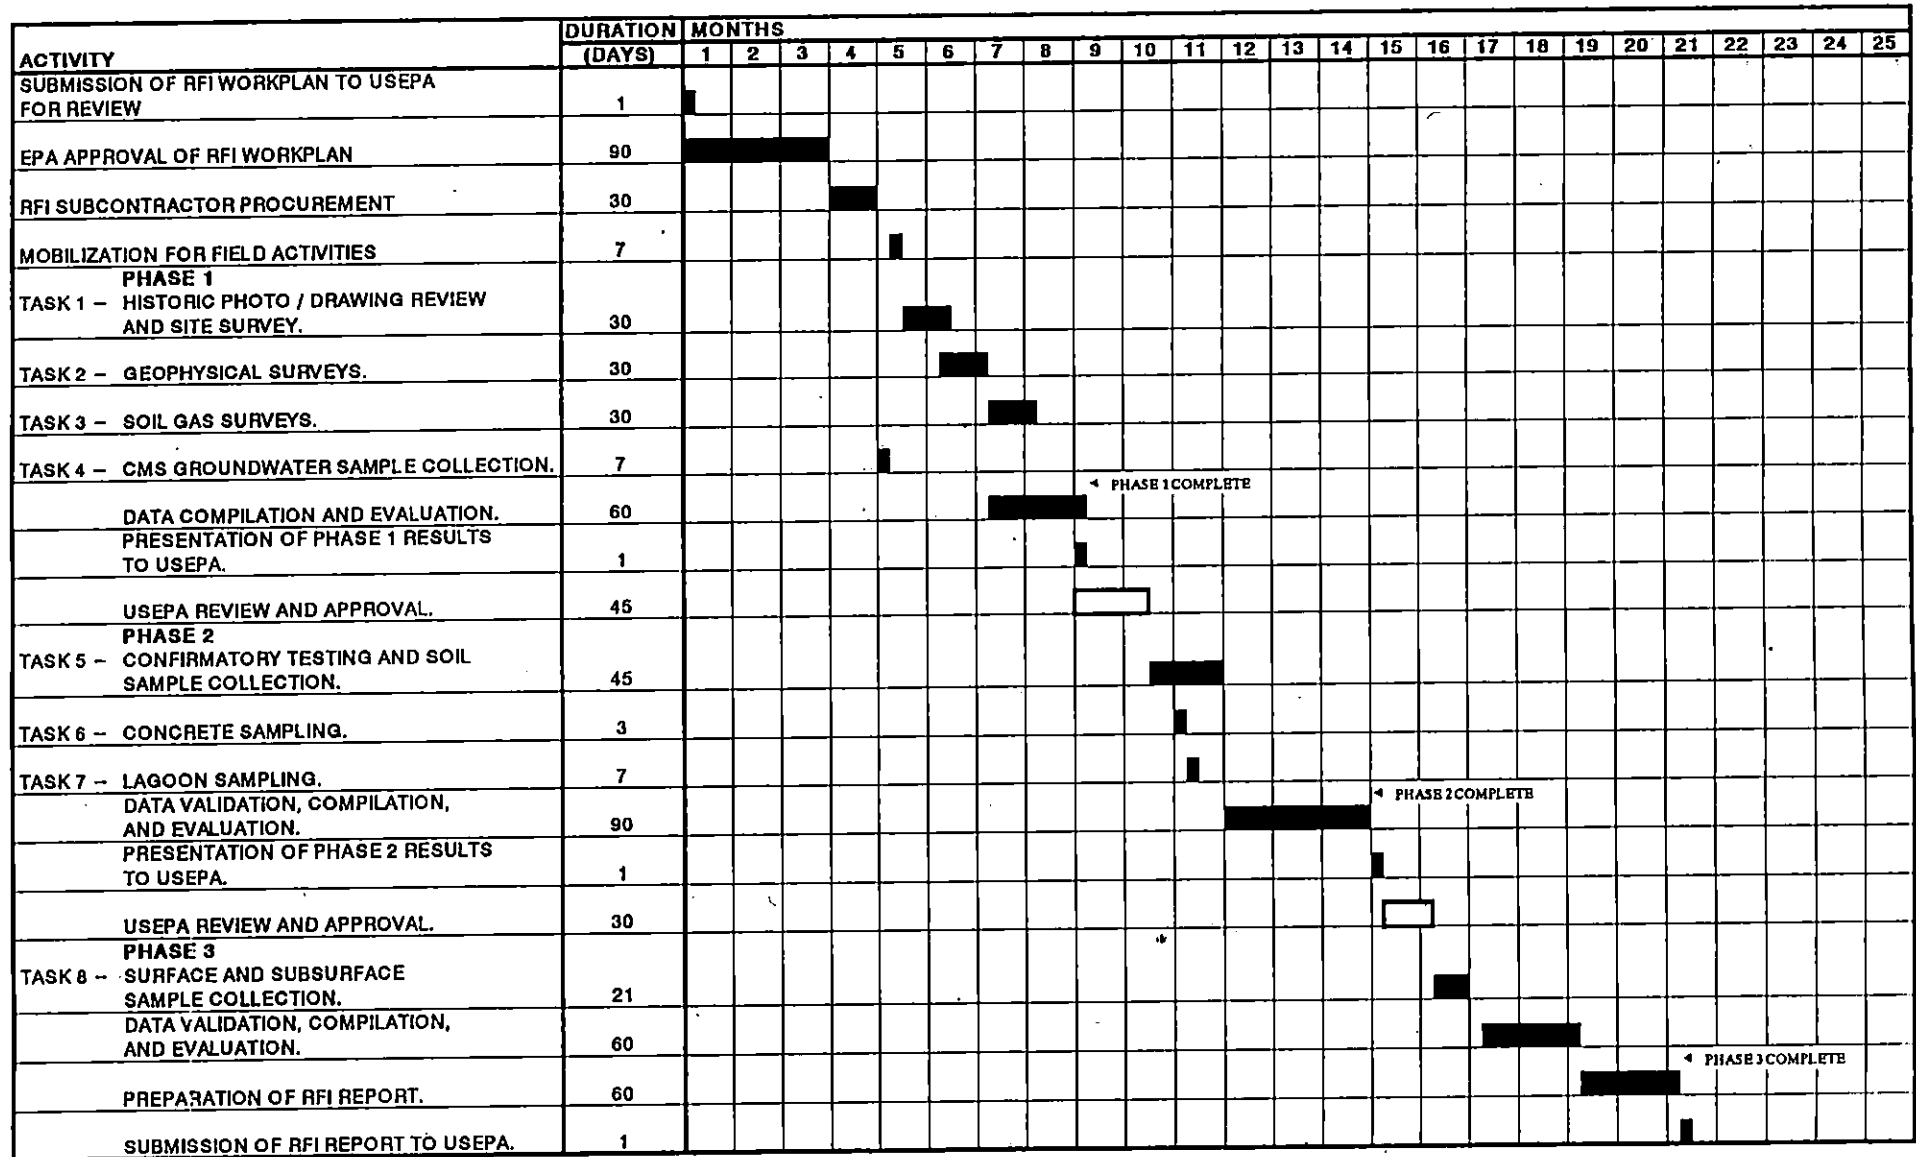 DURATION MONTHS
ACTIVITY (DAYS) 1 2 3 4 5 6 7 8 9 10 11 12 13 14 15 16 17 18 19 20 21 22 23 24 25
SUBMISSION OF RFI WORKPLAN TO USEPA
FOR REVIEW 1
EPA APPROVAL OF RFI WORKPLAN 90
RFI SUBCONTRACTOR PROCUREMENT 30
MOBILIZATION FOR FIELD ACTIVITIES 7
PHASE 1
TASK 1 – HISTORIC PHOTO / DRAWING REVIEW
AND SITE SURVEY. 30
TASK 2 – GEOPHYSICAL SURVEYS. 30
TASK 3 – SOIL GAS SURVEYS. 30
TASK 4 – CMS GROUNDWATER SAMPLE COLLECTION. 7
PHASE 1 COMPLETE
DATA COMPILATION AND EVALUATION. 60
PRESENTATION OF PHASE 1 RESULTS
TO USEPA. 1
USEPA REVIEW AND APPROVAL. 45
PHASE 2
TASK 5 – CONFIRMATORY TESTING AND SOIL
SAMPLE COLLECTION. 45
TASK 6 – CONCRETE SAMPLING. 3
TASK 7 – LAGOON SAMPLING. 7
PHASE 2 COMPLETE
DATA VALIDATION, COMPILATION,
AND EVALUATION. 90
PRESENTATION OF PHASE 2 RESULTS
TO USEPA. 1
USEPA REVIEW AND APPROVAL. 30
PHASE 3
TASK 8 – SURFACE AND SUBSURFACE
SAMPLE COLLECTION. 21
DATA VALIDATION, COMPILATION,
AND EVALUATION. 60
PHASE 3 COMPLETE
PREPARATION OF RFI REPORT. 60
SUBMISSION OF RFI REPORT TO USEPA. 1